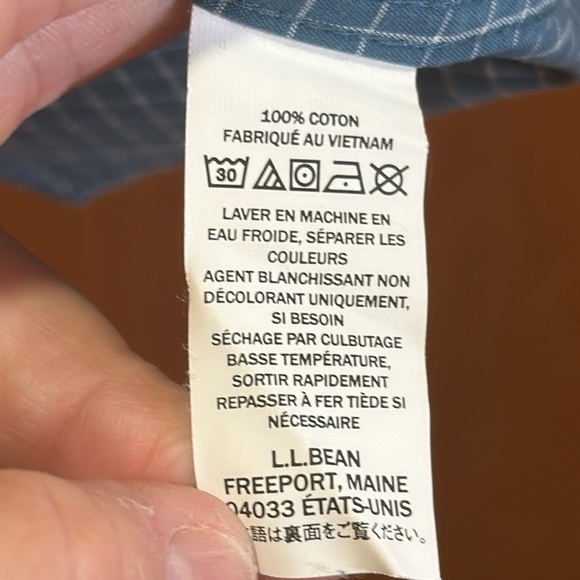 100% COTON
FABRIQUÉ AU VIETNAM
30
LAVER EN MACHINE EN
EAU FROIDE, SÉPARER LES
COULEURS
AGENT BLANCHISSANT NON
DÉCOLORANT UNIQUEMENT,
SI BESOIN
SÉCHAGE PAR CULBUTAGE
BASSE TEMPÉRATURE,
SORTIR RAPIDEMENT
REPASSER À FER TIÈDE SI
NÉCESSAIRE
L.L.BEAN
FREEPORT, MAINE
04033 ÉTATS-UNIS
語は裏面をご覧ください。